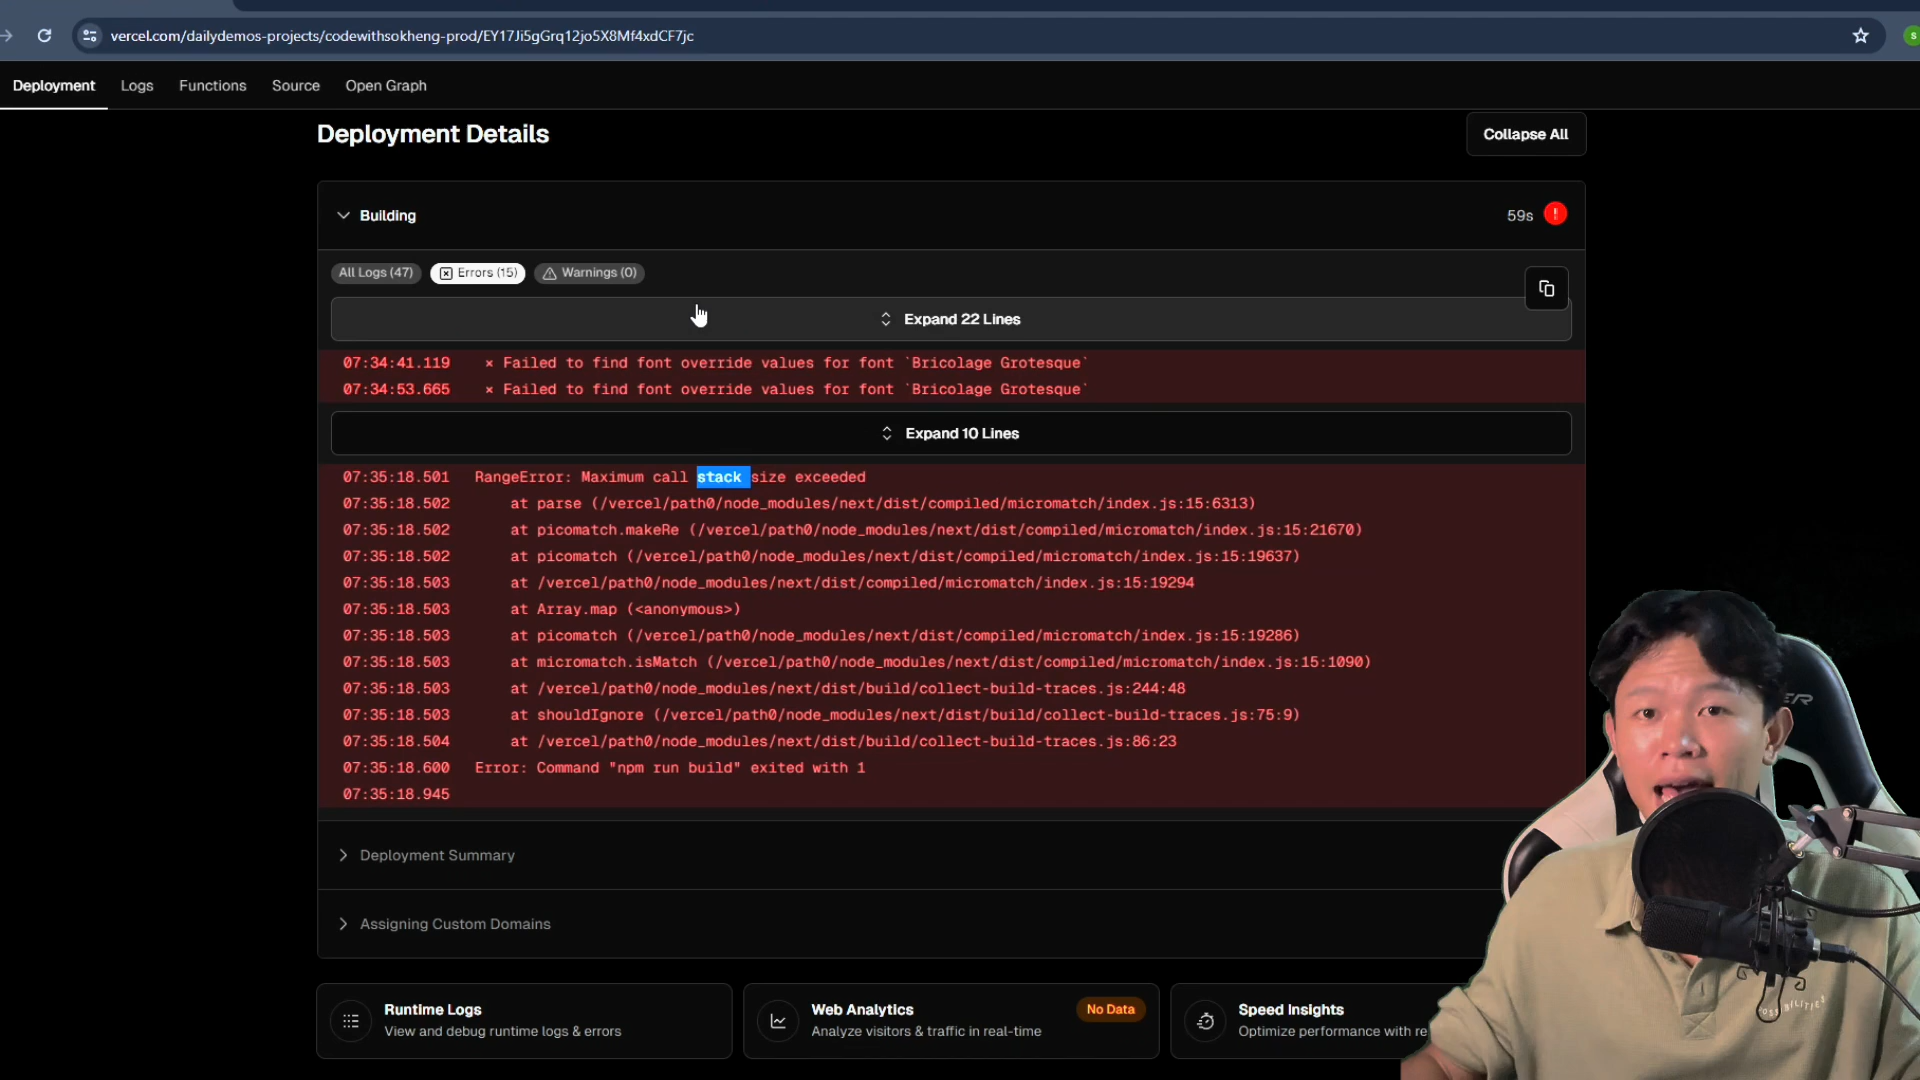 vercel.com/dailydemos-projects/codewithsokheng-prod/EY17Ji5gGrq12jo5X8Mf4xdCF7jc
S
Deployment Logs Functions Source Open Graph
Deployment Details
Collapse All
Building
59s
All Logs (47) Errors (15) Warnings (0)
Expand 22 Lines
07:34:41.119 × Failed to find font override values for font `Bricolage Grotesque`
07:34:53.665 × Failed to find font override values for font `Bricolage Grotesque`
Expand 10 Lines
07:35:18.501 RangeError: Maximum call stack size exceeded
07:35:18.502 at parse (/vercel/path0/node_modules/next/dist/compiled/micromatch/index.js:15:6313)
07:35:18.502 at picomatch.makeRe (/vercel/path0/node_modules/next/dist/compiled/micromatch/index.js:15:21670)
07:35:18.502 at picomatch (/vercel/path0/node_modules/next/dist/compiled/micromatch/index.js:15:19637)
07:35:18.503 at /vercel/path0/node_modules/next/dist/compiled/micromatch/index.js:15:19294
07:35:18.503 at Array.map (<anonymous>)
07:35:18.503 at picomatch (/vercel/path0/node_modules/next/dist/compiled/micromatch/index.js:15:19286)
07:35:18.503 at micromatch.isMatch (/vercel/path0/node_modules/next/dist/compiled/micromatch/index.js:15:1090)
07:35:18.503 at /vercel/path0/node_modules/next/dist/build/collect-build-traces.js:244:48
07:35:18.503 at shouldIgnore (/vercel/path0/node_modules/next/dist/build/collect-build-traces.js:75:9)
07:35:18.504 at /vercel/path0/node_modules/next/dist/build/collect-build-traces.js:86:23
07:35:18.600 Error: Command "npm run build" exited with 1
07:35:18.945
Deployment Summary
Assigning Custom Domains
Runtime Logs
View and debug runtime logs & errors
Web Analytics
No Data
Analyze visitors & traffic in real-time
Speed Insights
Optimize performance with re